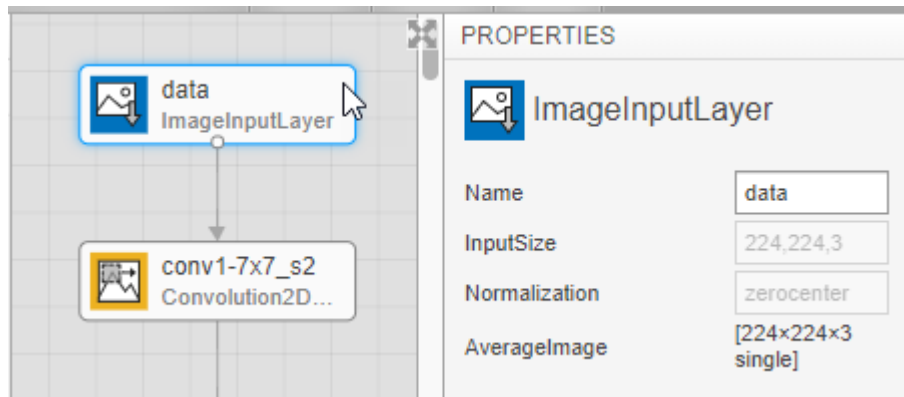 data
ImageInputLayer
conv1-7x7_s2
Convolution2D...
PROPERTIES
ImageInputLayer
Name
data
InputSize
224,224,3
Normalization
zerocenter
AverageImage
[224×224×3
single]